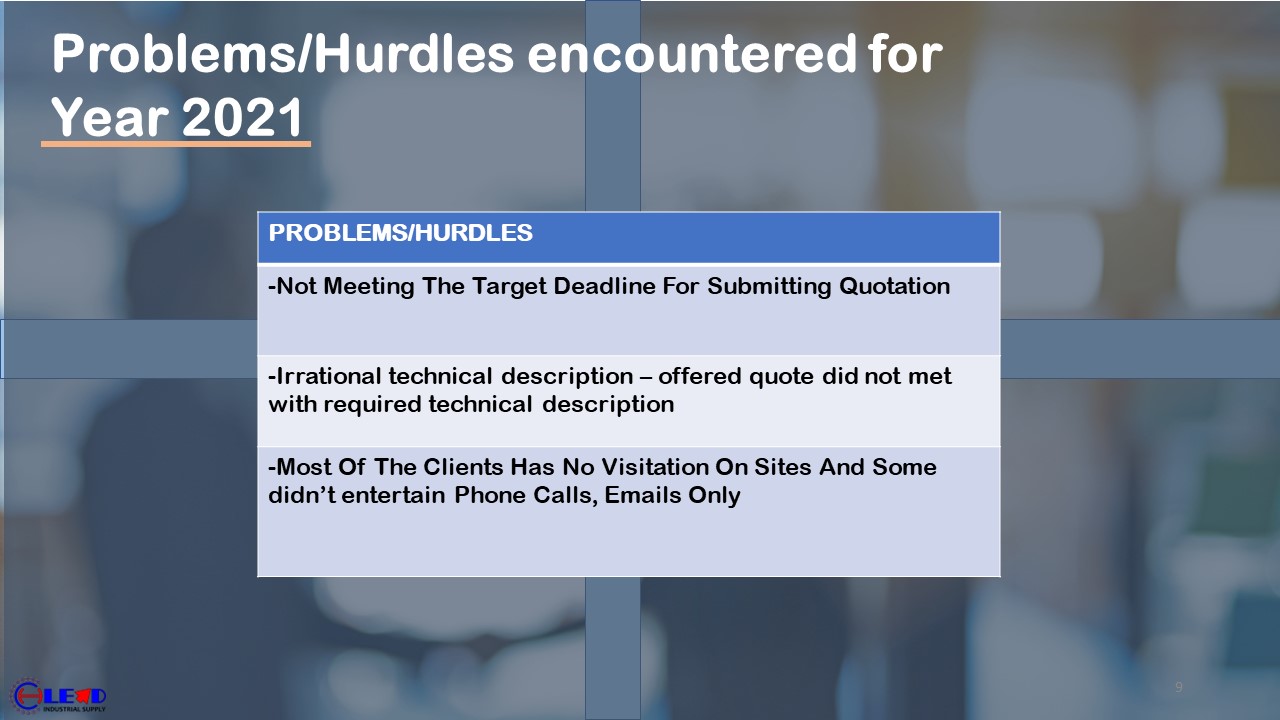 Problems/Hurdles encountered for
Year 2021
PROBLEMS/HURDLES
-Not Meeting The Target Deadline For Submitting Quotation
-Irrational technical description – offered quote did not met
with required technical description
-Most Of The Clients Has No Visitation On Sites And Some
didn’t entertain Phone Calls, Emails Only
LEAD
INDUSTRIAL SUPPLY
9